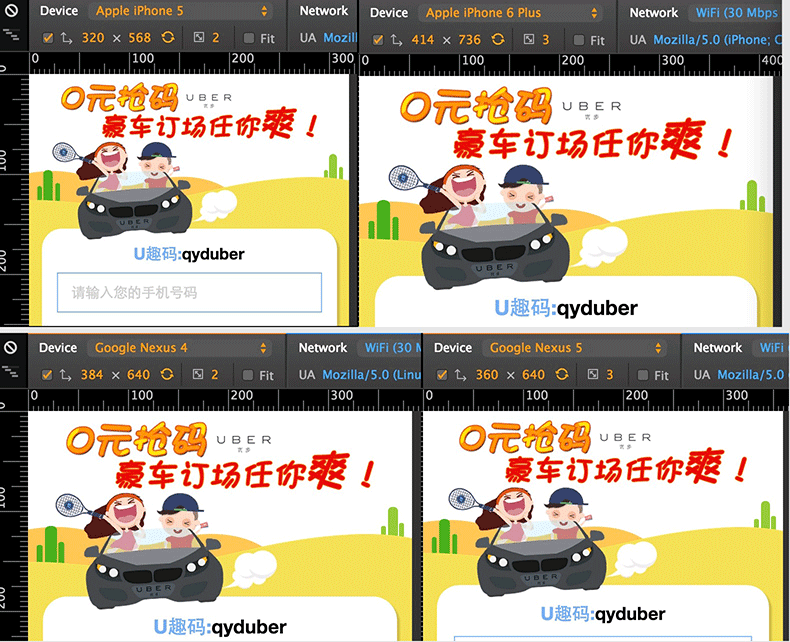 Device Apple iPhone 5 Network
320 × 568 2 Fit UA Mozil
0 100 200 300
100
200
0元抢码 UBER
优步
豪车订场任你爽！
UBER
U趣码:qyduber
请输入您的手机号码
Device Apple iPhone 6 Plus Network WiFi (30 Mbps
414 × 736 3 Fit UA Mozilla/5.0 (iPhone; C
0 100 200 300 400
0元抢码 UBER
优步
豪车订场任你爽！
UBER
U趣码:qyduber
Device Google Nexus 4 Network WiFi (30 M
384 × 640 2 Fit UA Mozilla/5.0 (Linu
0 100 200 300
100
200
0元抢码 UBER
优步
豪车订场任你爽！
UBER
U趣码:qyduber
Device Google Nexus 5 Network WiFi
360 × 640 3 Fit UA Mozilla/5.0
0 100 200 300
0元抢码 UBER
优步
豪车订场任你爽！
UBER
U趣码:qyduber